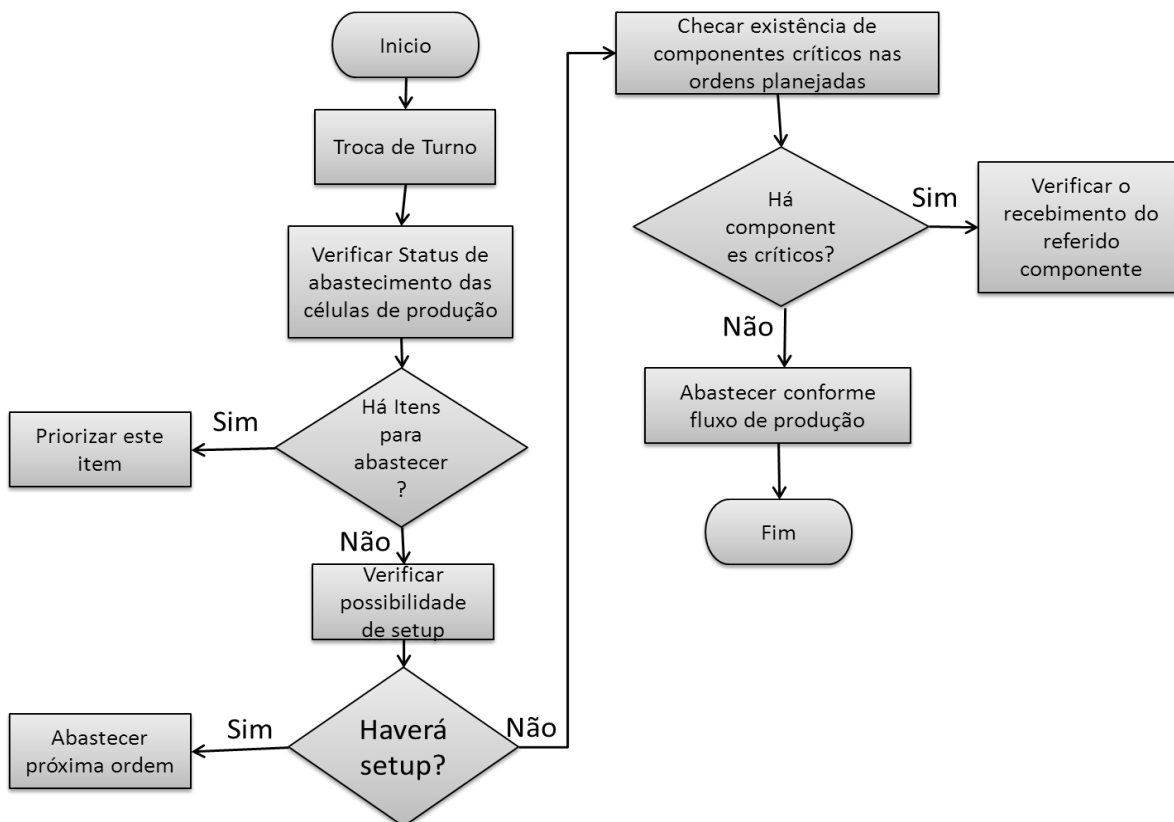 Inicio
Troca de Turno
Verificar Status de
abastecimento das
células de produção
Há Itens
para
abastecer
?
Sim
Priorizar este
item
Não
Verificar
possibilidade
de setup
Haverá
setup?
Sim
Abastecer
próxima ordem
Não
Checar existência de
componentes críticos nas
ordens planejadas
Há
component
es críticos?
Sim
Verificar o
recebimento do
referido
componente
Não
Abastecer conforme
fluxo de produção
Fim